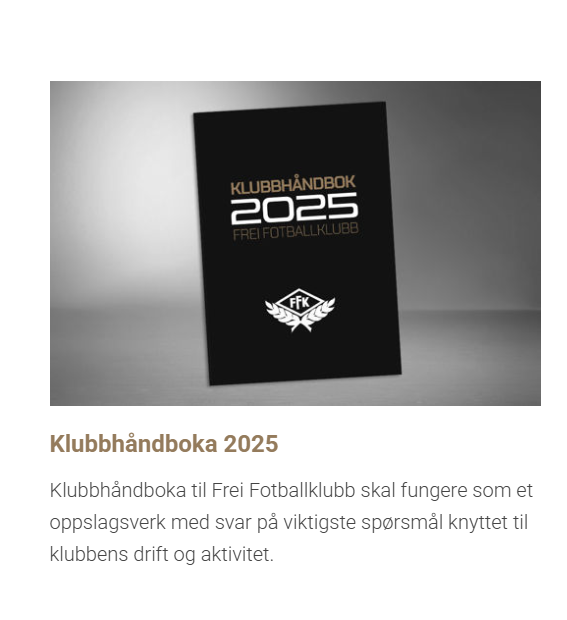 KLUBBHÅNDBOK
2025
FREI FOTBALLKLUBB
FFK
Klubbhåndboka 2025
Klubbhåndboka til Frei Fotballklubb skal fungere som et
oppslagsverk med svar på viktigste spørsmål knyttet til
klubbens drift og aktivitet.